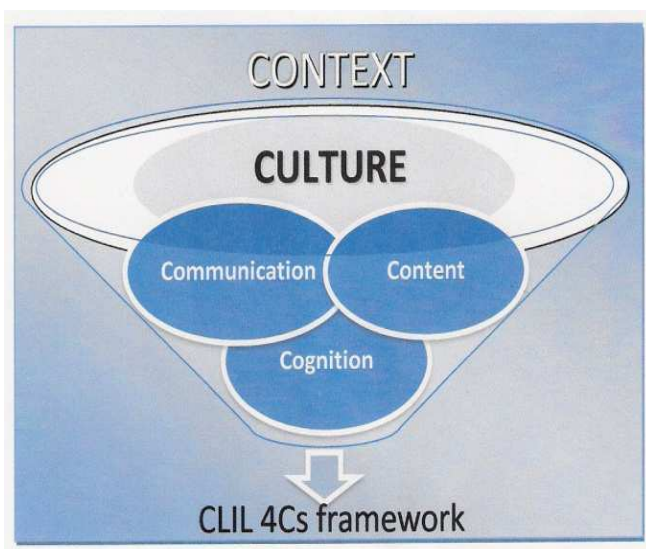 CONTEXT
CULTURE
Communication
Content
Cognition
CLIL 4Cs framework